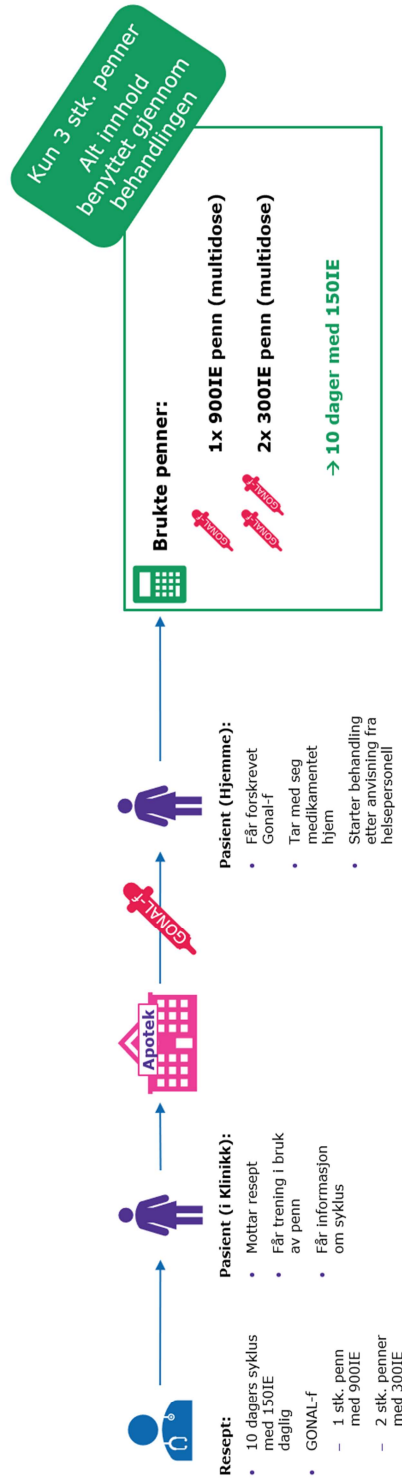 Resept:
• 10 dagers syklus
med 150IE
daglig
• GONAL-f
– 1 stk. penn
med 900IE
– 2 stk. penner
med 300IE
Pasient (i Klinikk):
• Mottar resept
• Får trening i bruk
av penn
• Får informasjon
om syklus
Apotek
GONAL-f
Pasient (Hjemme):
• Får forskrevet
Gonal-f
• Tar med seg
medikamentet
hjem
• Starter behandling
etter anvisning fra
helsepersonell
Brukte penner:
GONAL-f
1x 900IE penn (multidose)
GONAL-f
GONAL-f
2x 300IE penn (multidose)
→ 10 dager med 150IE
Kun 3 stk. penner
Alt innhold
benyttet gjennom
behandlingen